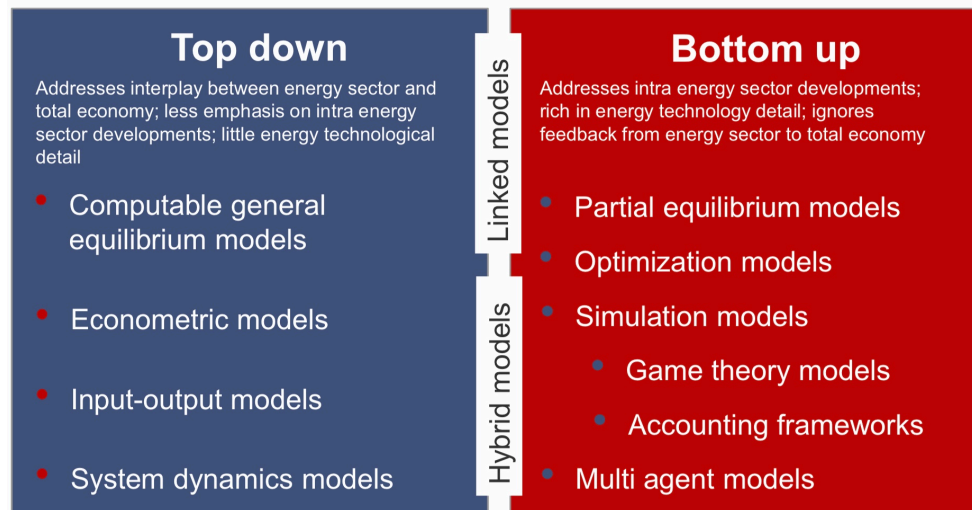 Top down
Addresses interplay between energy sector and
total economy; less emphasis on intra energy
sector developments; little energy technological
detail
• Computable general
equilibrium models
• Econometric models
• Input-output models
• System dynamics models
Linked models
Hybrid models
Bottom up
Addresses intra energy sector developments;
rich in energy technology detail; ignores
feedback from energy sector to total economy
• Partial equilibrium models
• Optimization models
• Simulation models
• Game theory models
• Accounting frameworks
• Multi agent models